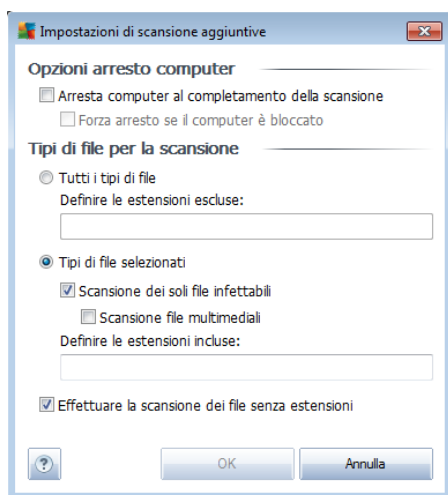 Impostazioni di scansione aggiuntive
Opzioni arresto computer
Arresta computer al completamento della scansione
Forza arresto se il computer è bloccato
Tipi di file per la scansione
Tutti i tipi di file
Definire le estensioni escluse:
Tipi di file selezionati
Scansione dei soli file infettabili
Scansione file multimediali
Definire le estensioni incluse:
Effettuare la scansione dei file senza estensioni
?
OK
Annulla